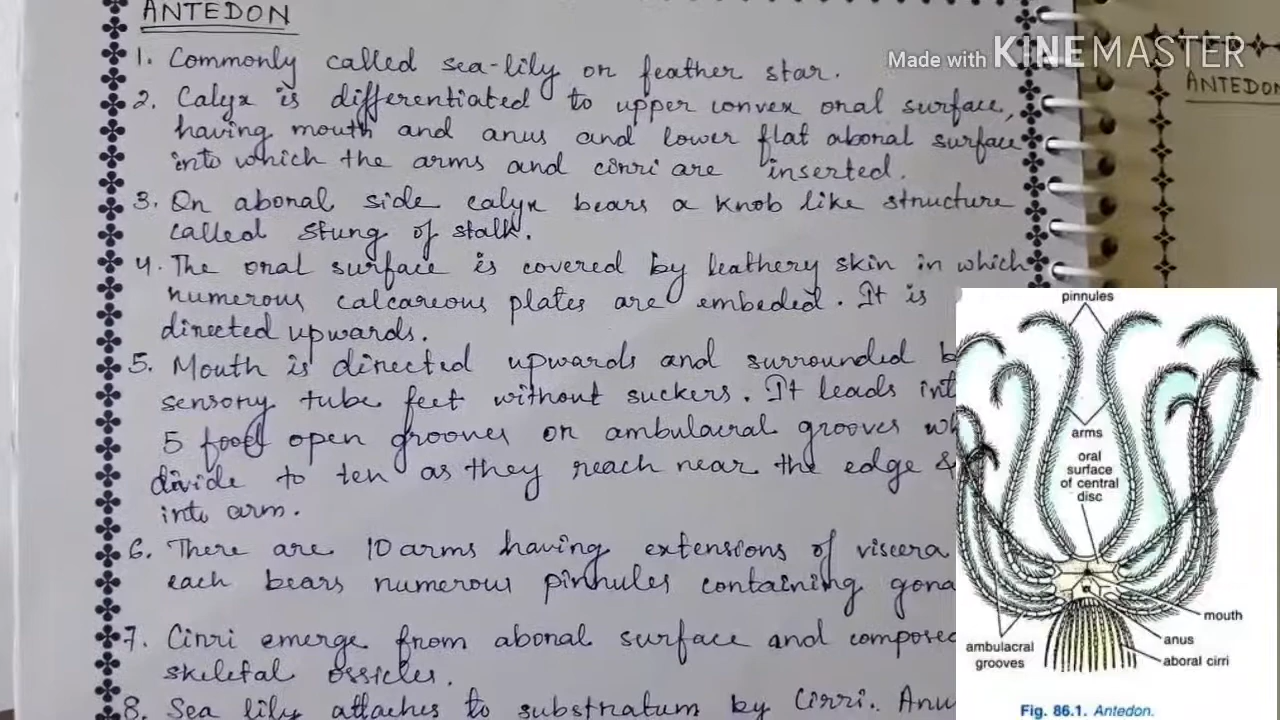 ANTEDON
Made with KINEMASTER
ANTEDON
1. Commonly called sea-lily or feather star.
2. Calyx is differentiated to upper convex oral surface,
having mouth and anus and lower flat aboral surface
into which the arms and cirri are inserted.
3. On aboral side calyx bears a knob like structure
called stung of stalk.
4. The oral surface is covered by leathery skin in which
numerous calcareous plates are embeded. It is
directed upwards.
5. Mouth is directed upwards and surrounded
sensory tube feet without suckers. It leads
5 open grooves or ambulacral grooves
divide to ten as they reach near the edge &
into arm.
6. There are 10 arms having extensions of viscera
each bears numerous pinnules containing
7. Cirri emerge from aboral surface and
skeletal ossicles.
8. Sea lily attaches to substratum by Cirri.
pinnules
arms
oral
surface
of central
disc
mouth
anus
aboral cirri
ambulacral
grooves
Fig. 86.1. Antedon.